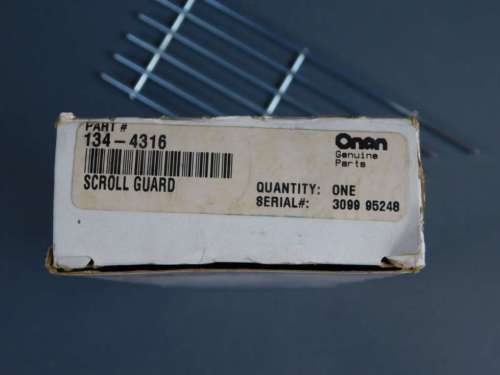 PART #
134-4316
SCROLL GUARD
Onan
Genuine
Parts
QUANTITY: ONE
SERIAL#: 3099 95248